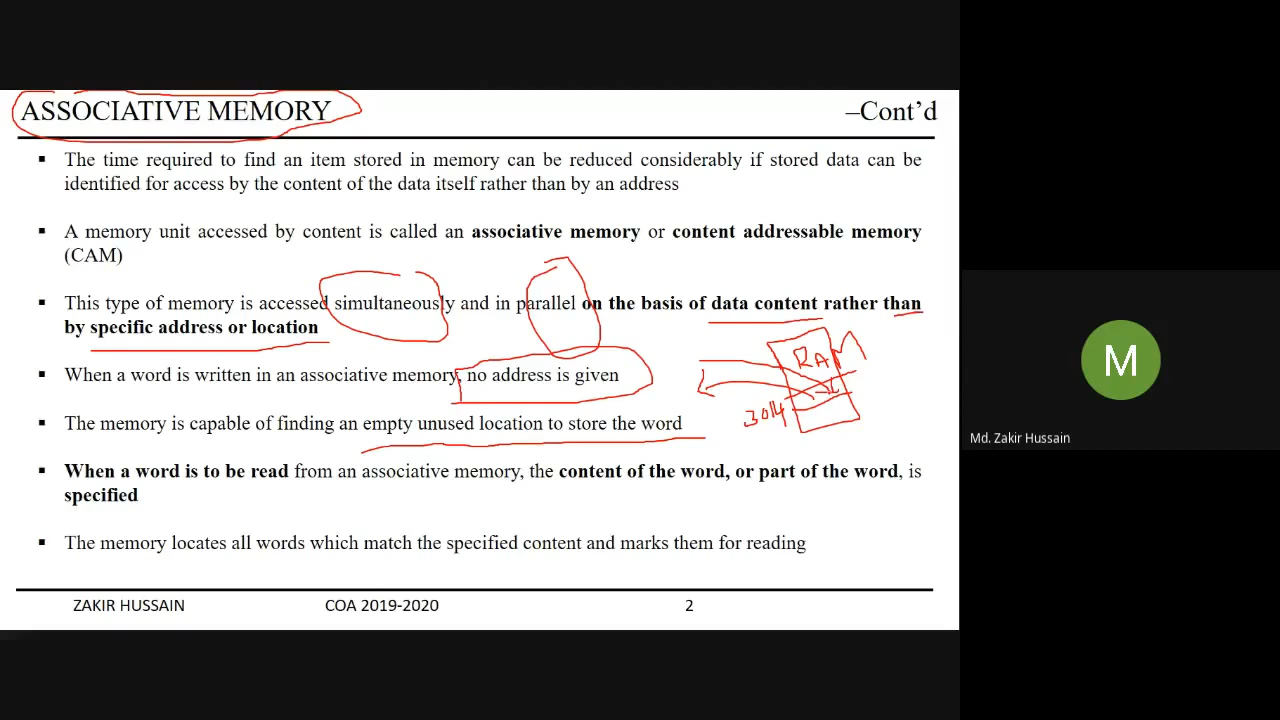 ASSOCIATIVE MEMORY –Cont’d
▪ The time required to find an item stored in memory can be reduced considerably if stored data can be
identified for access by the content of the data itself rather than by an address
▪ A memory unit accessed by content is called an associative memory or content addressable memory
(CAM)
▪ This type of memory is accessed simultaneously and in parallel on the basis of data content rather than
by specific address or location
RAM
▪ When a word is written in an associative memory, no address is given
3014
▪ The memory is capable of finding an empty unused location to store the word
▪ When a word is to be read from an associative memory, the content of the word, or part of the word, is
specified
▪ The memory locates all words which match the specified content and marks them for reading
ZAKIR HUSSAIN COA 2019-2020 2
M
Md. Zakir Hussain